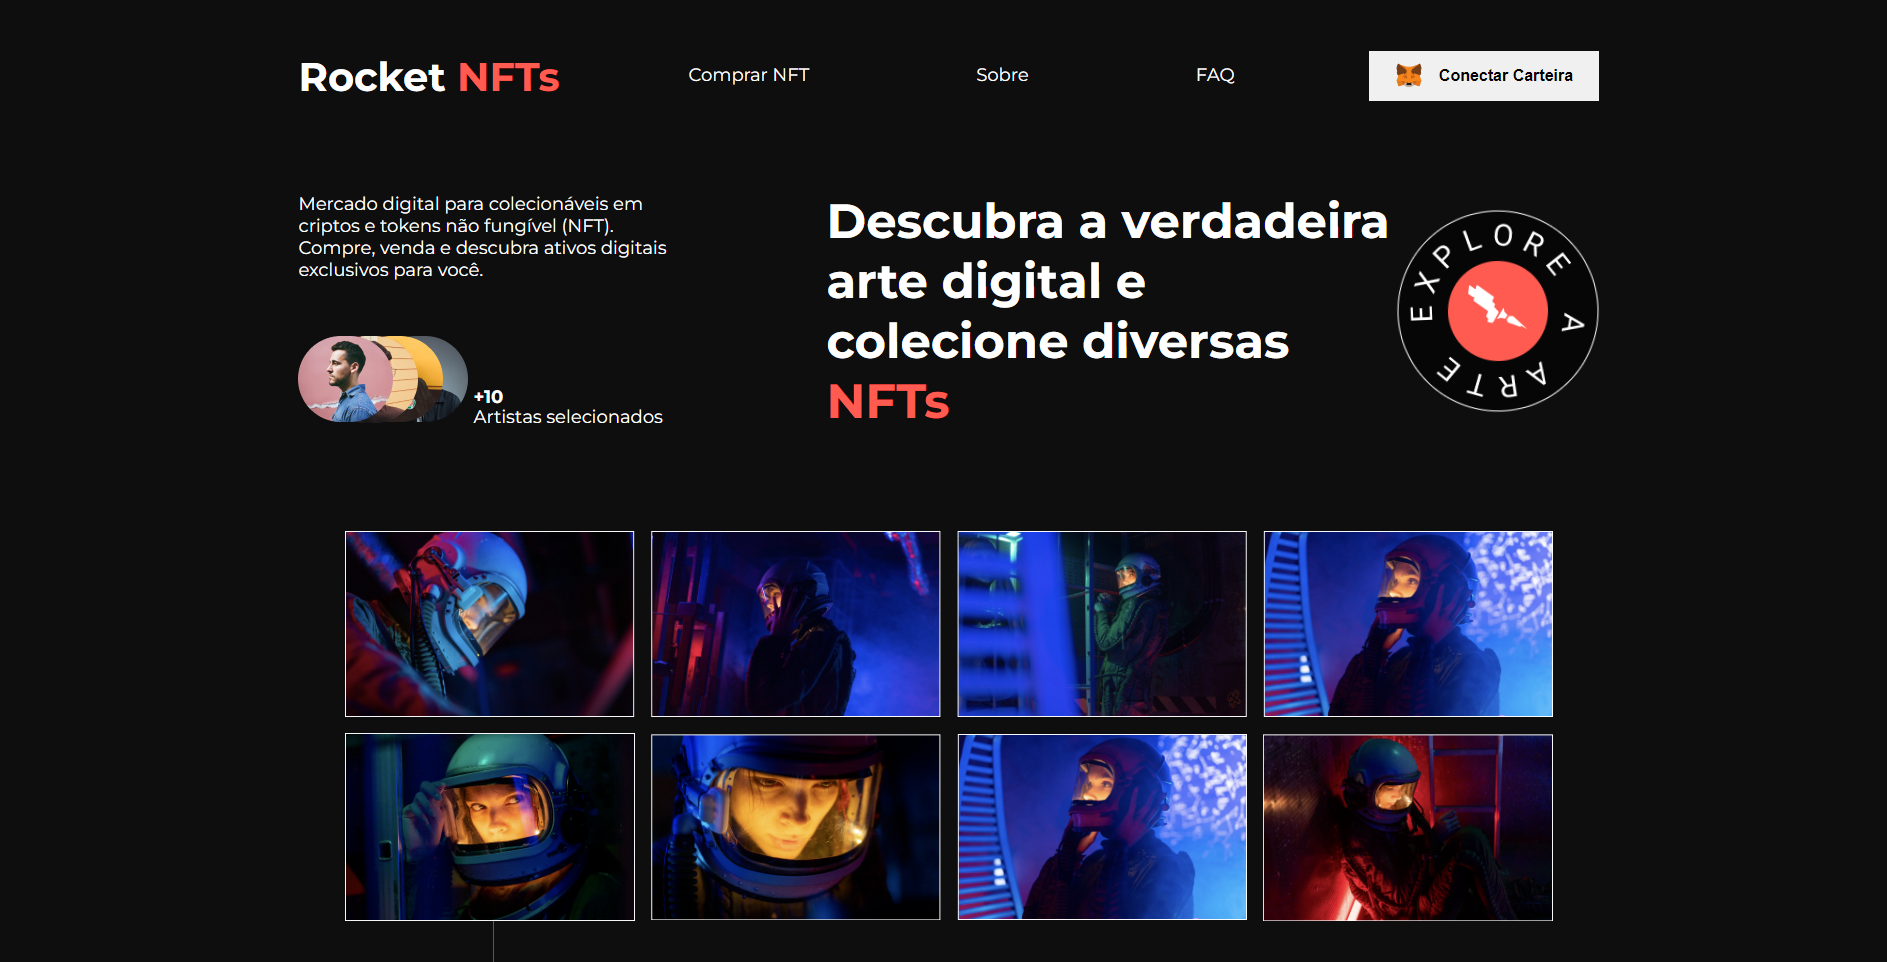 Rocket NFTs
Comprar NFT
Sobre
FAQ
Conectar Carteira
Mercado digital para colecionáveis em
criptos e tokens não fungível (NFT).
Compre, venda e descubra ativos digitais
exclusivos para você.
+10
Artistas selecionados
Descubra a verdadeira
arte digital e
colecione diversas
NFTs
EXPLORE A ARTE